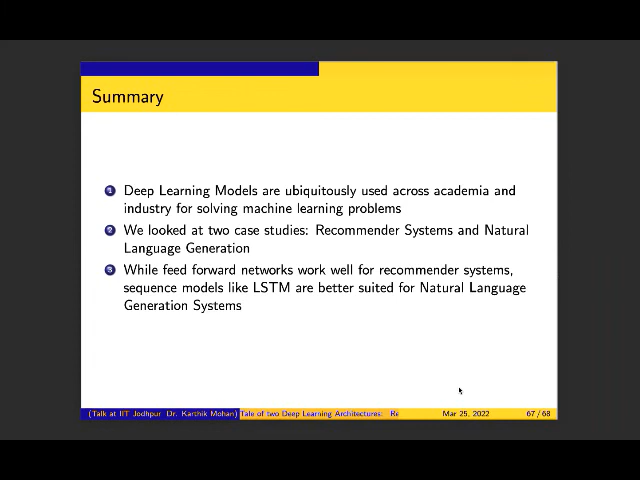 Summary
1 Deep Learning Models are ubiquitously used across academia and
industry for solving machine learning problems
2 We looked at two case studies: Recommender Systems and Natural
Language Generation
3 While feed forward networks work well for recommender systems,
sequence models like LSTM are better suited for Natural Language
Generation Systems
(Talk at IIT Jodhpur Dr. Karthik Mohan) Tale of two Deep Learning Architectures: Re Mar 25, 2022 67 / 68